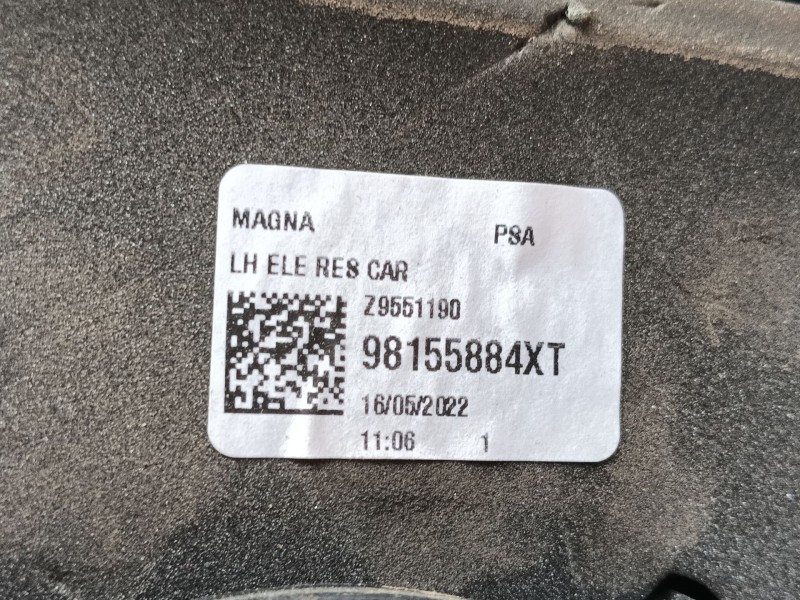 MAGNA PSA
LH ELE RES CAR
Z9551190
98155884XT
16/05/2022
11:06 1